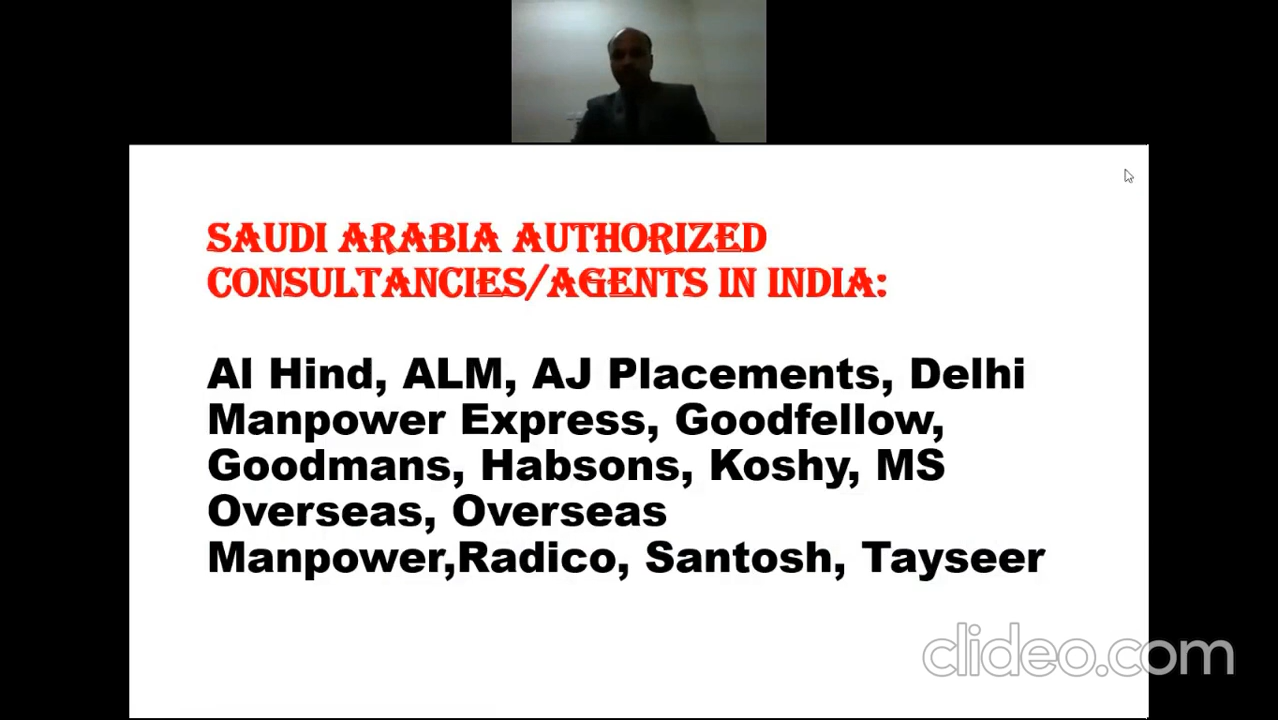 SAUDI ARABIA AUTHORIZED
CONSULTANCIES/AGENTS IN INDIA:
Al Hind, ALM, AJ Placements, Delhi
Manpower Express, Goodfellow,
Goodmans, Habsons, Koshy, MS
Overseas, Overseas
Manpower,Radico, Santosh, Tayseer
clideo.com